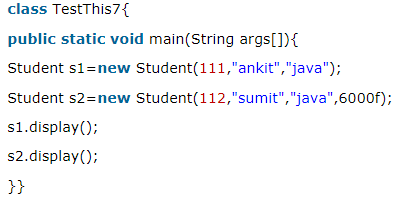 class TestThis7{
public static void main(String args[]){
Student s1=new Student(111,"ankit","java");
Student s2=new Student(112,"sumit","java",6000f);
s1.display();
s2.display();
}}